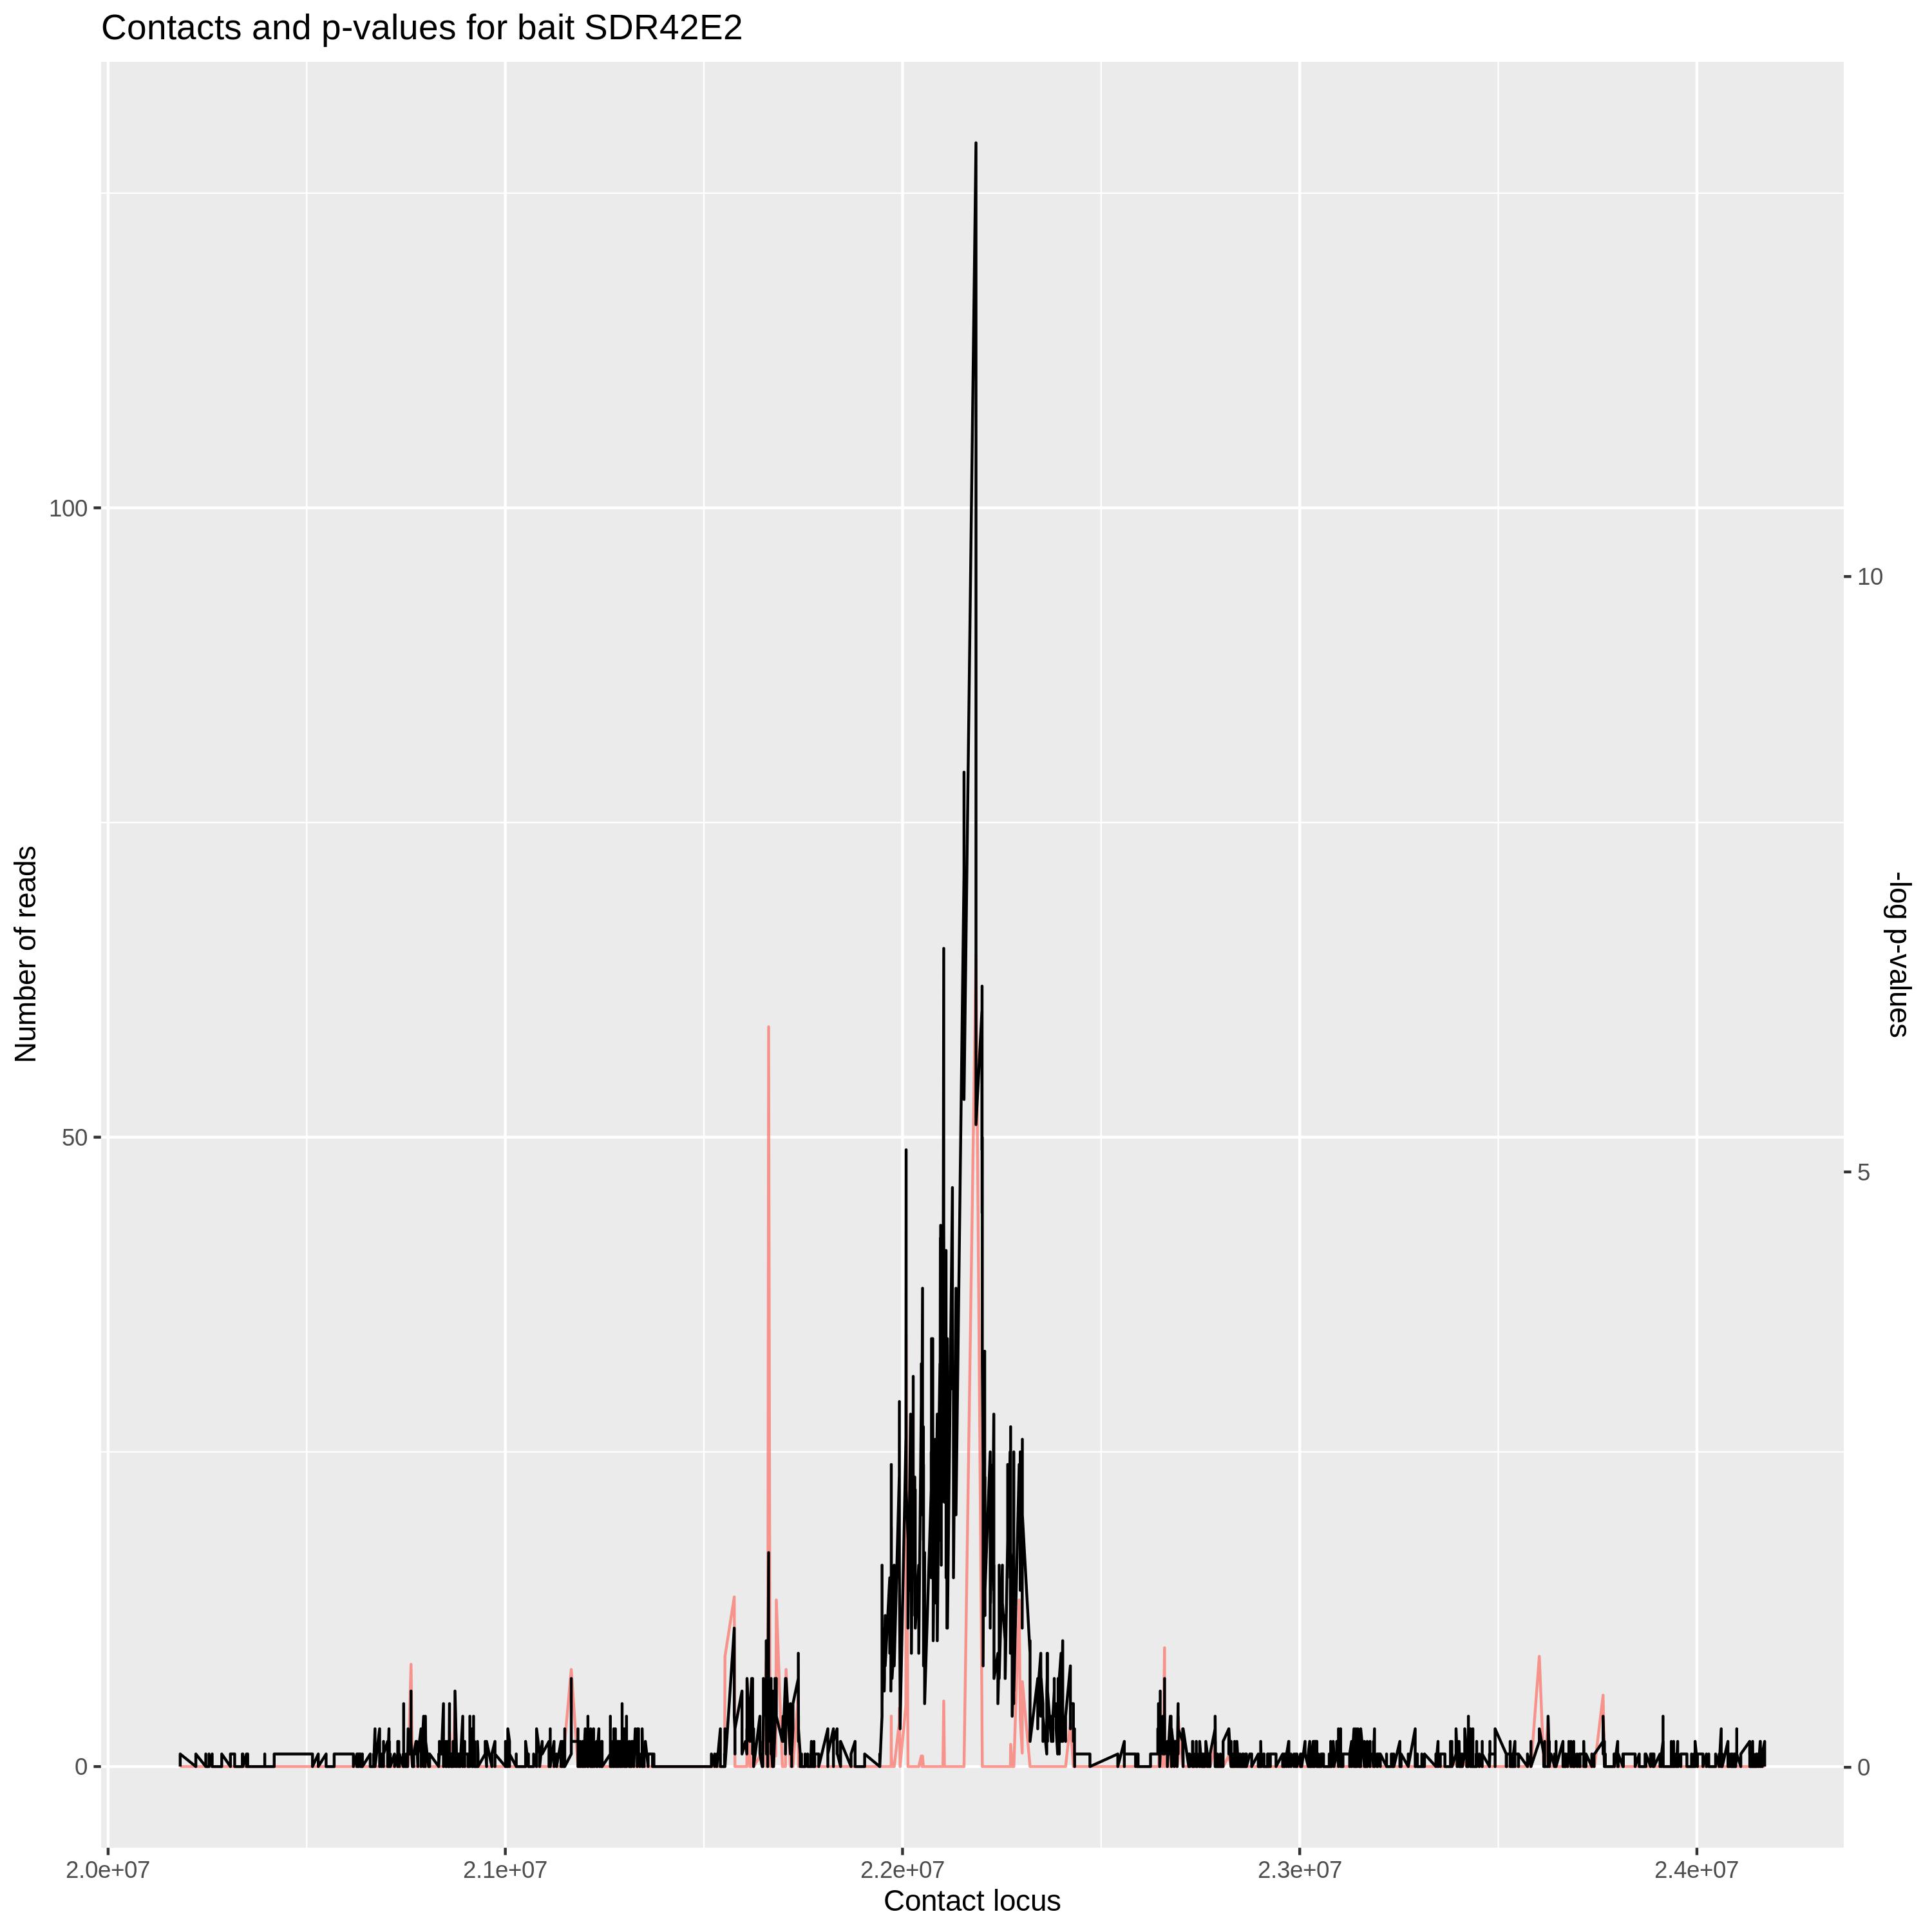 Contacts and p-values for bait SDR42E2
100
50
0
Number of reads
10
5
0
-log p-values
2.0e+07 2.1e+07 2.2e+07 2.3e+07 2.4e+07
Contact locus